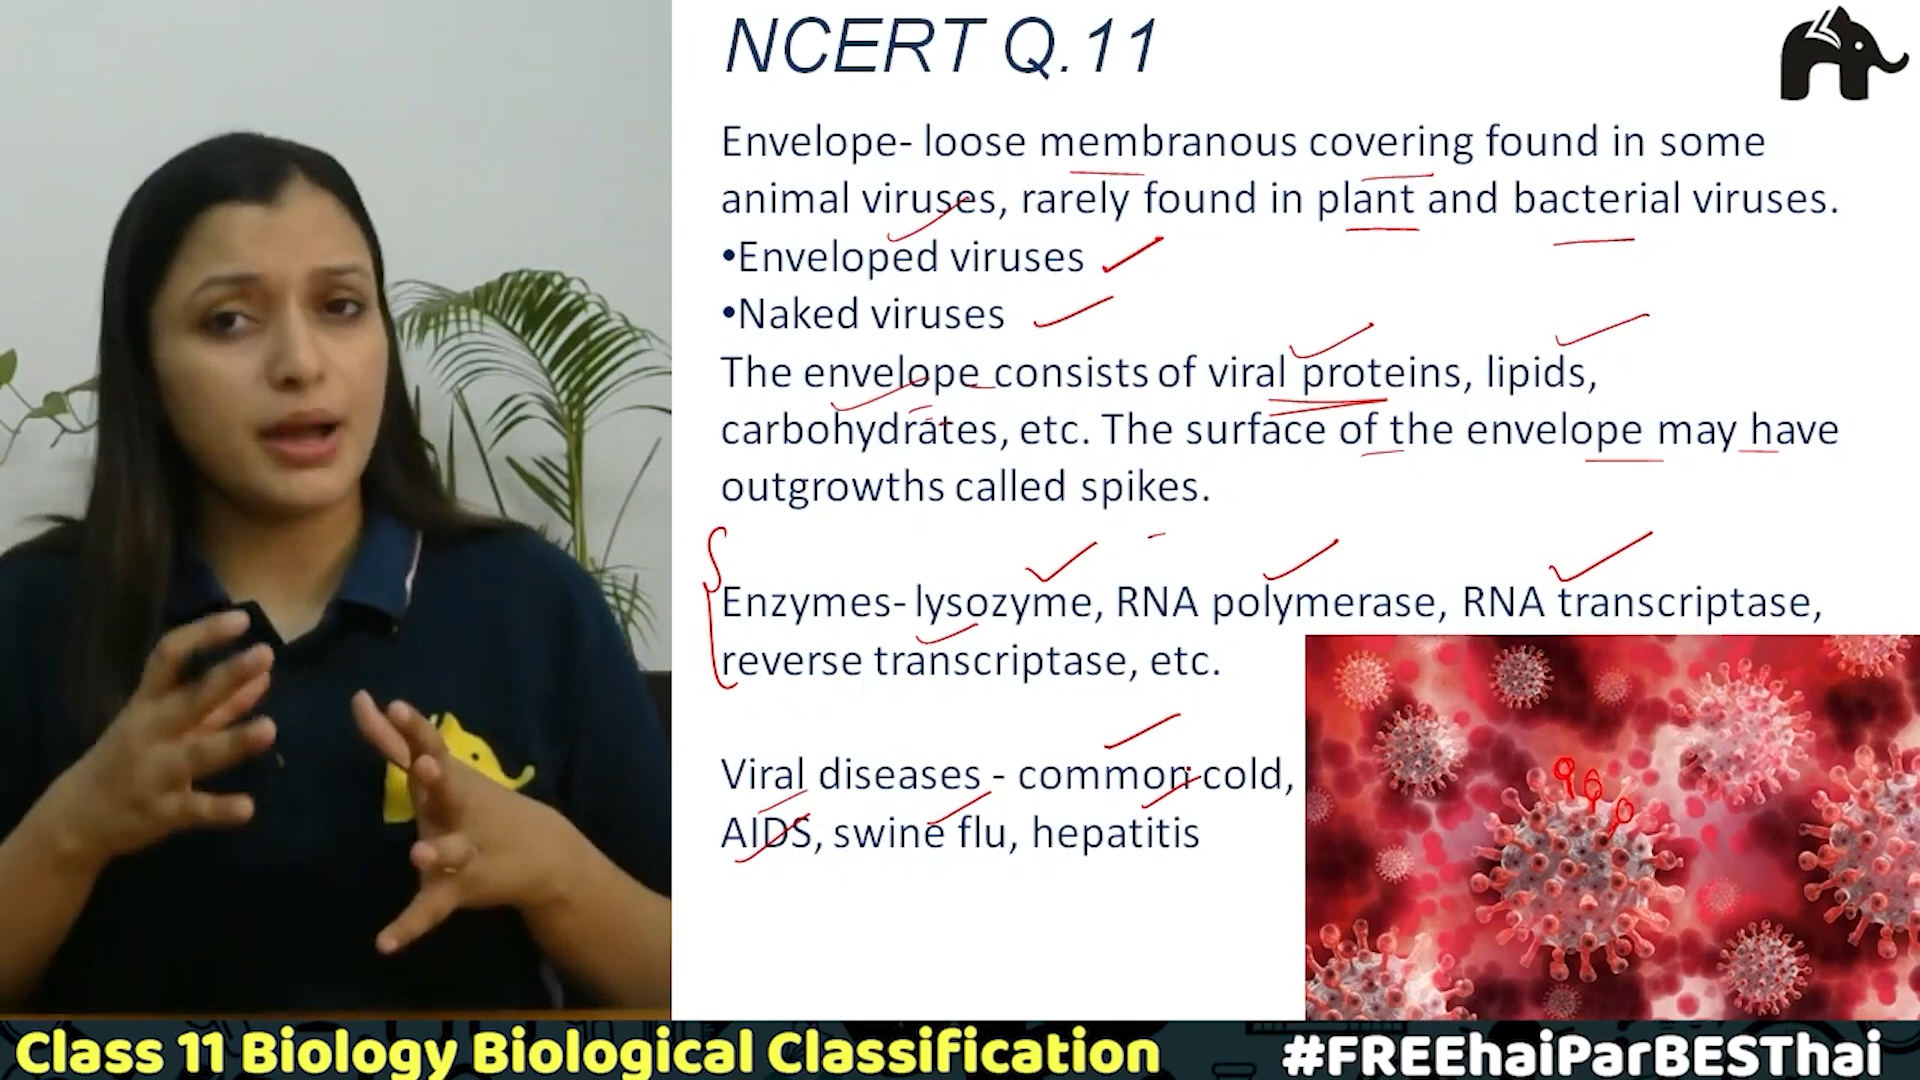 NCERT Q.11
Envelope- loose membranous covering found in some
animal viruses, rarely found in plant and bacterial viruses.
•Enveloped viruses
•Naked viruses
The envelope consists of viral proteins, lipids,
carbohydrates, etc. The surface of the envelope may have
outgrowths called spikes.
Enzymes- lysozyme, RNA polymerase, RNA transcriptase,
reverse transcriptase, etc.
Viral diseases - common cold,
AIDS, swine flu, hepatitis
Class 11 Biology Biological Classification
#FREEhaiParBESThai